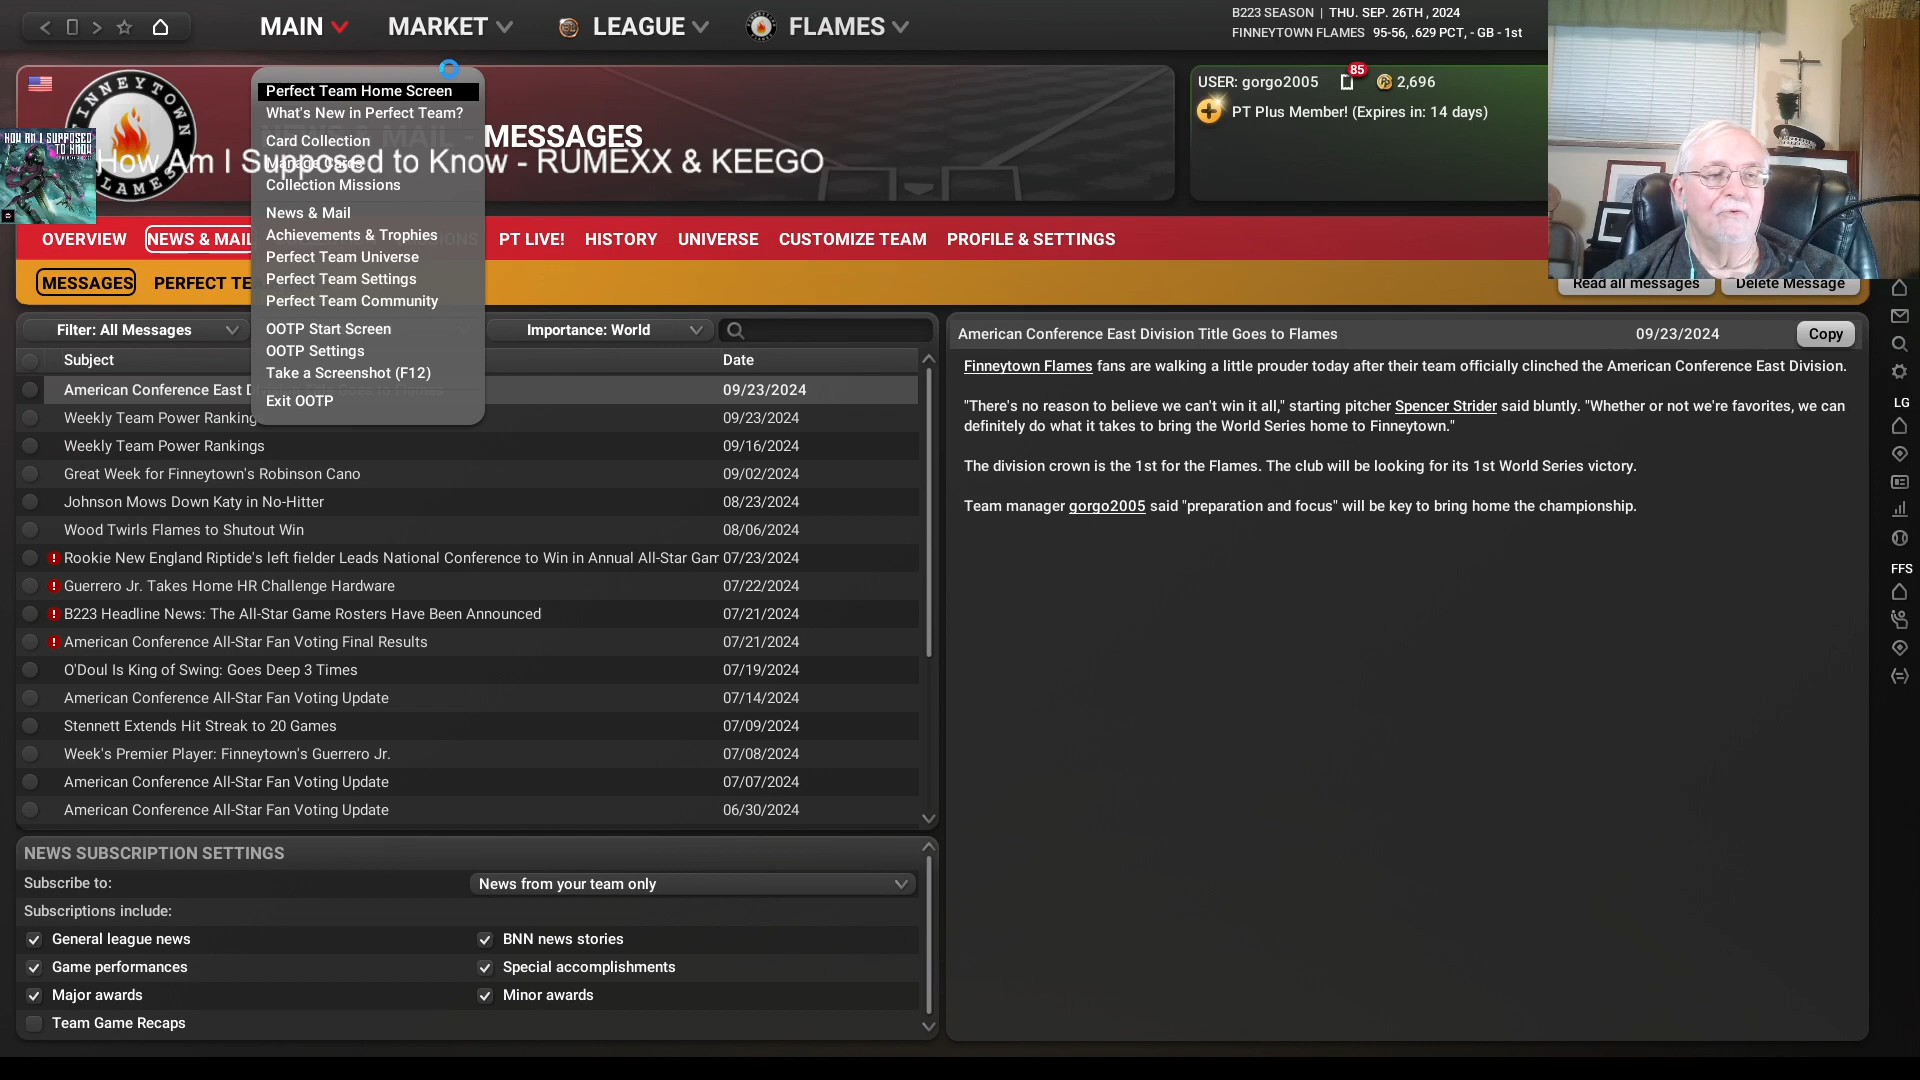 MAIN MARKET LEAGUE FLAMES
B223 SEASON | THU. SEP. 26TH , 2024
FINNEYTOWN FLAMES 95-56, .629 PCT, - GB - 1st
FINNEYTOWN FLAMES
- MESSAGES
USER: gorgo2005 85 2,696
PT Plus Member! (Expires in: 14 days)
HOW AM I SUPPOSED TO KNOW
How Am I Supposed to Know - RUMEXX & KEEGO
Perfect Team Home Screen
What's New in Perfect Team?
Card Collection
Manage Cards
Collection Missions
News & Mail
Achievements & Trophies
Perfect Team Universe
Perfect Team Settings
Perfect Team Community
OOTP Start Screen
OOTP Settings
Take a Screenshot (F12)
Exit OOTP
OVERVIEW NEWS & MAIL PT LIVE! HISTORY UNIVERSE CUSTOMIZE TEAM PROFILE & SETTINGS
MESSAGES PERFECT TE
Read all messages Delete Message
Filter: All Messages Importance: World
Subject Date
American Conference East Division Title Goes to Flames 09/23/2024
Weekly Team Power Rankings 09/23/2024
Weekly Team Power Rankings 09/16/2024
Great Week for Finneytown's Robinson Cano 09/02/2024
Johnson Mows Down Katy in No-Hitter 08/23/2024
Wood Twirls Flames to Shutout Win 08/06/2024
Rookie New England Riptide's left fielder Leads National Conference to Win in Annual All-Star Gam 07/23/2024
Guerrero Jr. Takes Home HR Challenge Hardware 07/22/2024
B223 Headline News: The All-Star Game Rosters Have Been Announced 07/21/2024
American Conference All-Star Fan Voting Final Results 07/21/2024
O'Doul Is King of Swing: Goes Deep 3 Times 07/19/2024
American Conference All-Star Fan Voting Update 07/14/2024
Stennett Extends Hit Streak to 20 Games 07/09/2024
Week's Premier Player: Finneytown's Guerrero Jr. 07/08/2024
American Conference All-Star Fan Voting Update 07/07/2024
American Conference All-Star Fan Voting Update 06/30/2024
NEWS SUBSCRIPTION SETTINGS
Subscribe to: News from your team only
Subscriptions include:
General league news BNN news stories
Game performances Special accomplishments
Major awards Minor awards
Team Game Recaps
American Conference East Division Title Goes to Flames 09/23/2024 Copy
Finneytown Flames fans are walking a little prouder today after their team officially clinched the American Conference East Division.
"There's no reason to believe we can't win it all," starting pitcher Spencer Strider said bluntly. "Whether or not we're favorites, we can
definitely do what it takes to bring the World Series home to Finneytown."
The division crown is the 1st for the Flames. The club will be looking for its 1st World Series victory.
Team manager gorgo2005 said "preparation and focus" will be key to bring home the championship.
LG
FFS